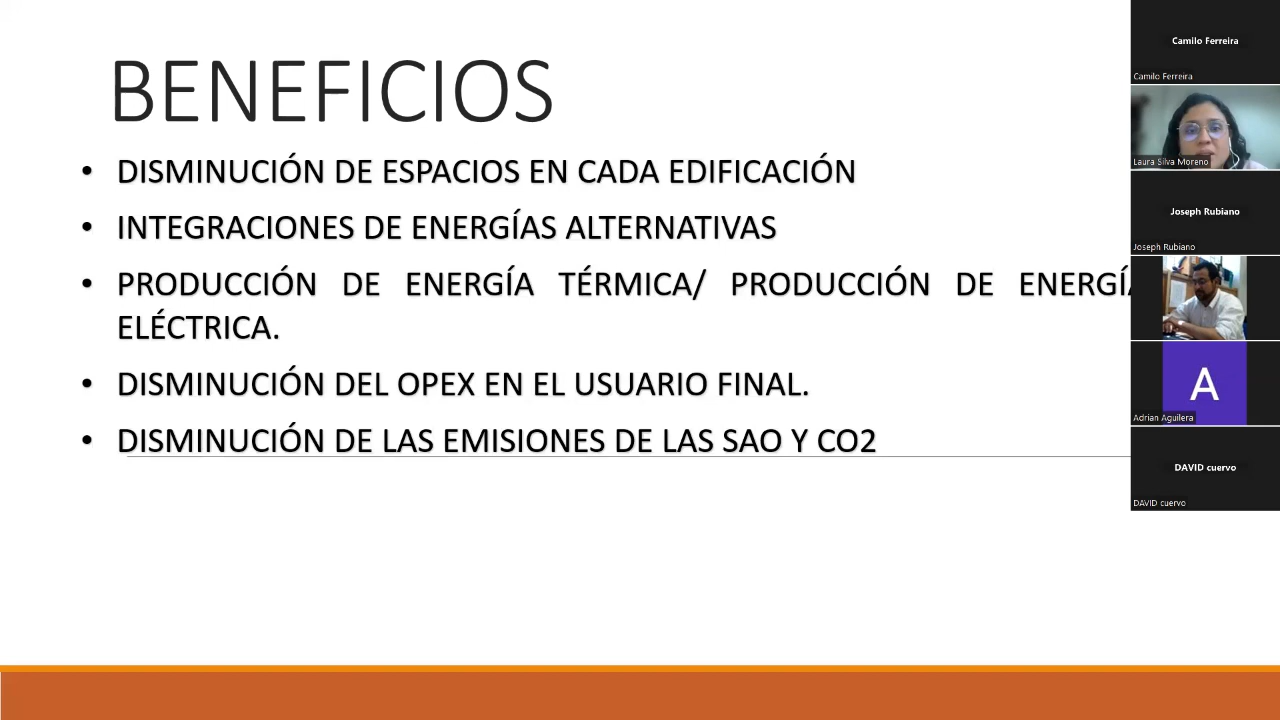 BENEFICIOS
• DISMINUCIÓN DE ESPACIOS EN CADA EDIFICACIÓN
• INTEGRACIONES DE ENERGÍAS ALTERNATIVAS
• PRODUCCIÓN DE ENERGÍA TÉRMICA/ PRODUCCIÓN DE ENERGÍA
ELÉCTRICA.
• DISMINUCIÓN DEL OPEX EN EL USUARIO FINAL.
• DISMINUCIÓN DE LAS EMISIONES DE LAS SAO Y CO2
Camilo Ferreira
Camilo Ferreira
Laura Silva Moreno
Joseph Rubiano
Joseph Rubiano
A
Adrian Aguilera
DAVID cuervo
DAVID cuervo